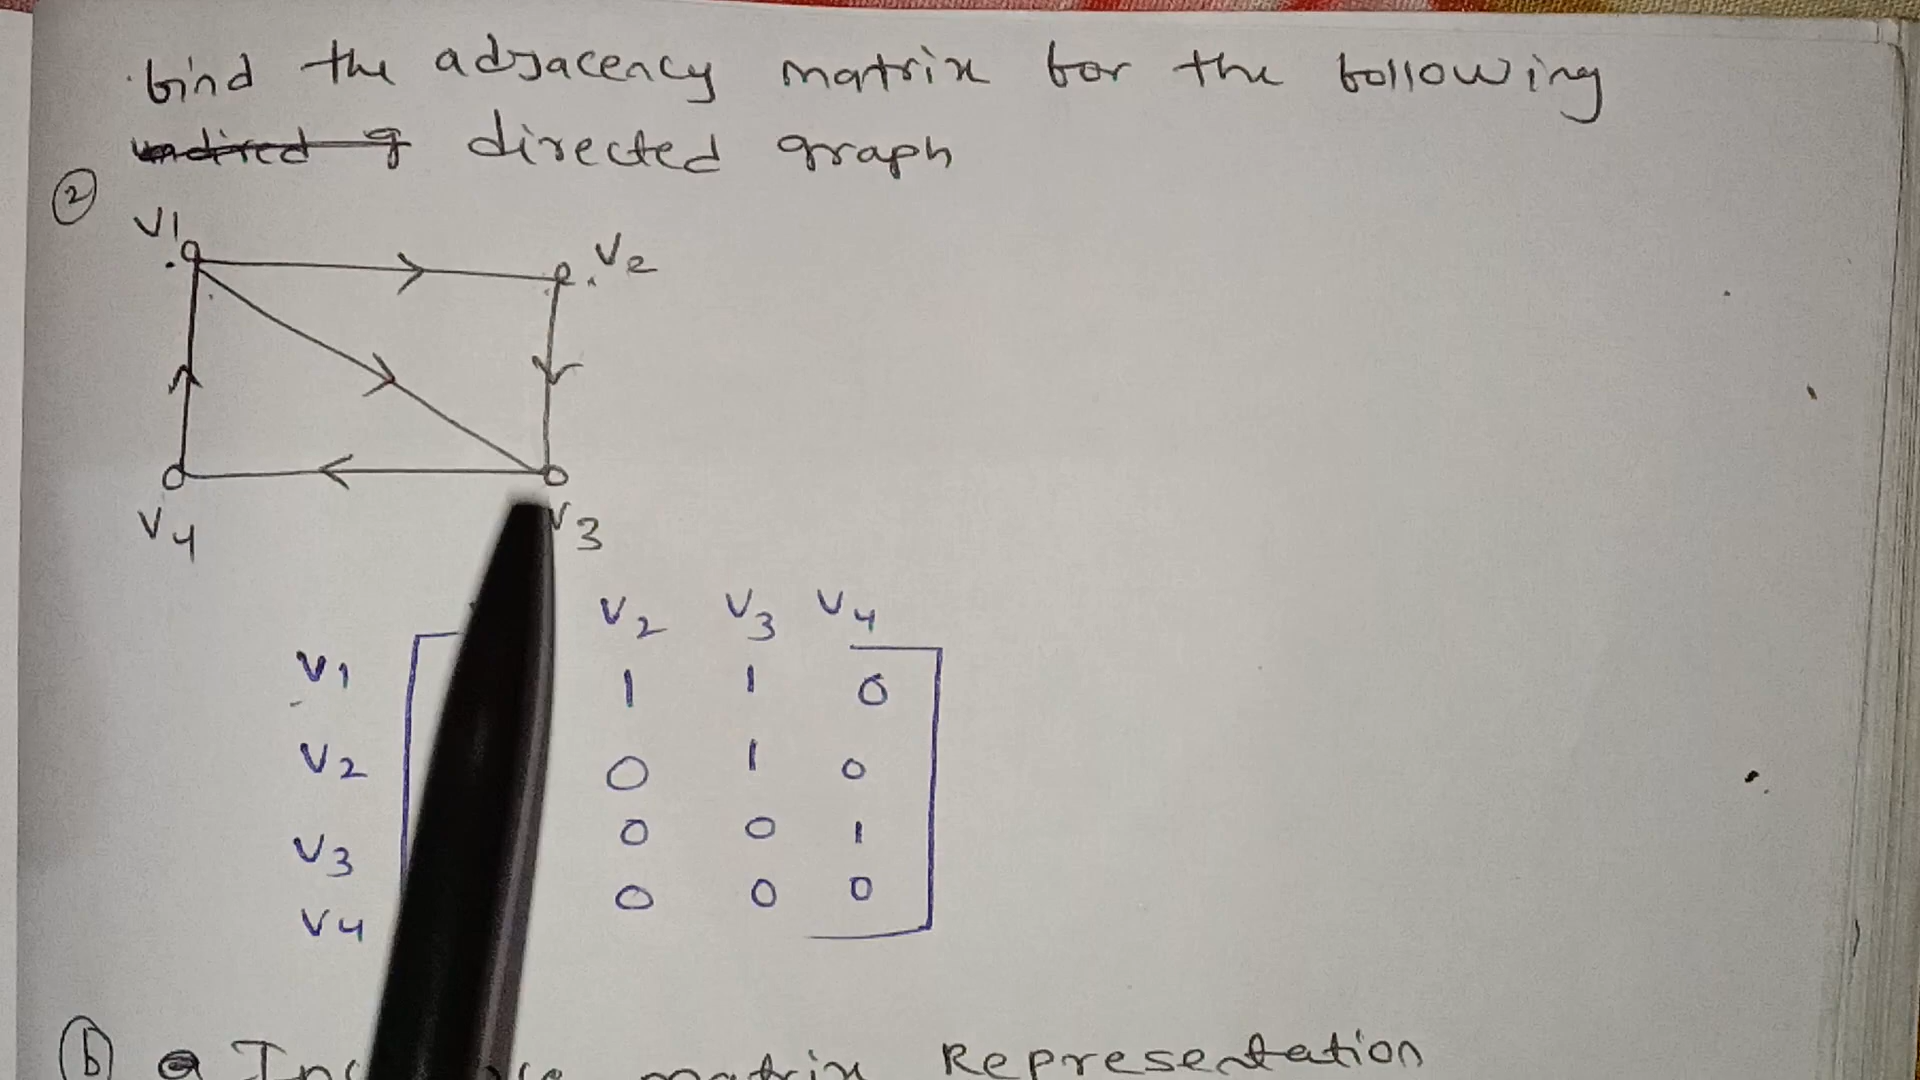 find the adjacency matrix for the following
directed graph
2
V1
V2
V4
V3
V2 V3 V4
V1 1 1 0
V2 0 1 0
V3 0 0 1
V4 0 0 0
b matrix Representation